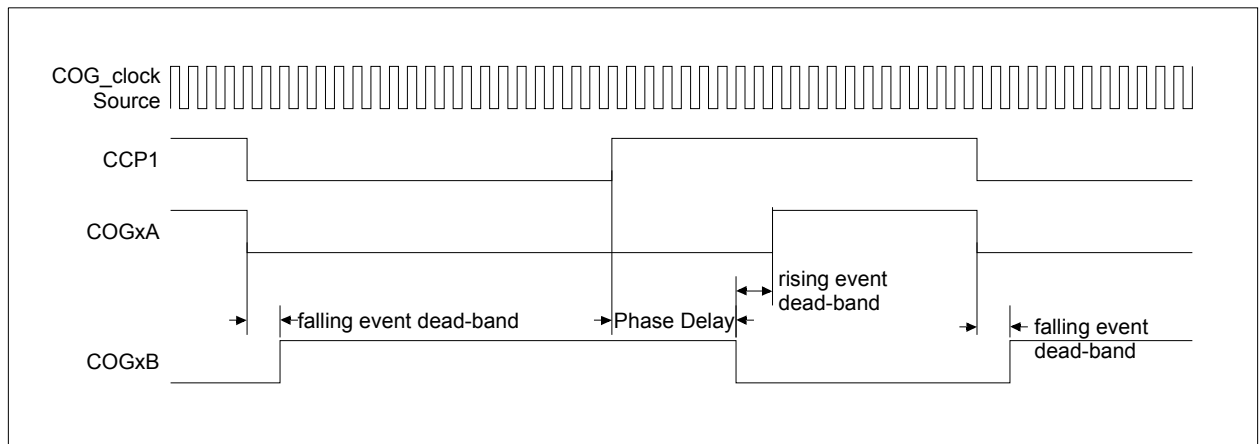 COG_clock
Source
CCP1
COGxA
rising event
dead-band
falling event dead-band
Phase Delay
falling event
dead-band
COGxB